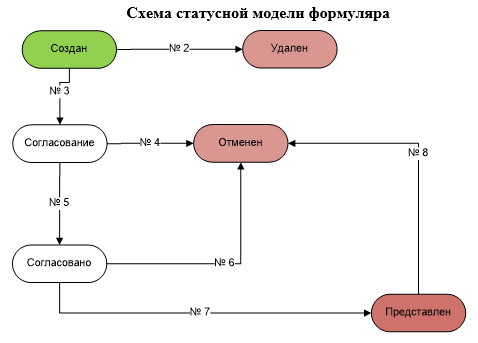 Схема статусной модели формуляра
Создан
№ 2
Удален
№ 3
Согласование
№ 4
Отменен
№ 8
№ 5
Согласовано
№ 6
№ 7
Представлен